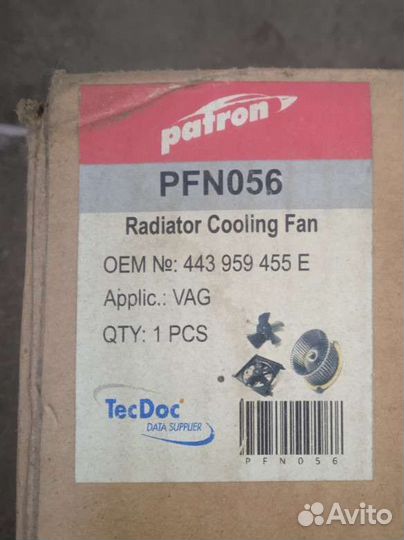 patron
PFN056
Radiator Cooling Fan
OEM №: 443 959 455 E
Applic.: VAG
QTY: 1 PCS
TecDoc
DATA SUPPLIER
PFN056
Avito